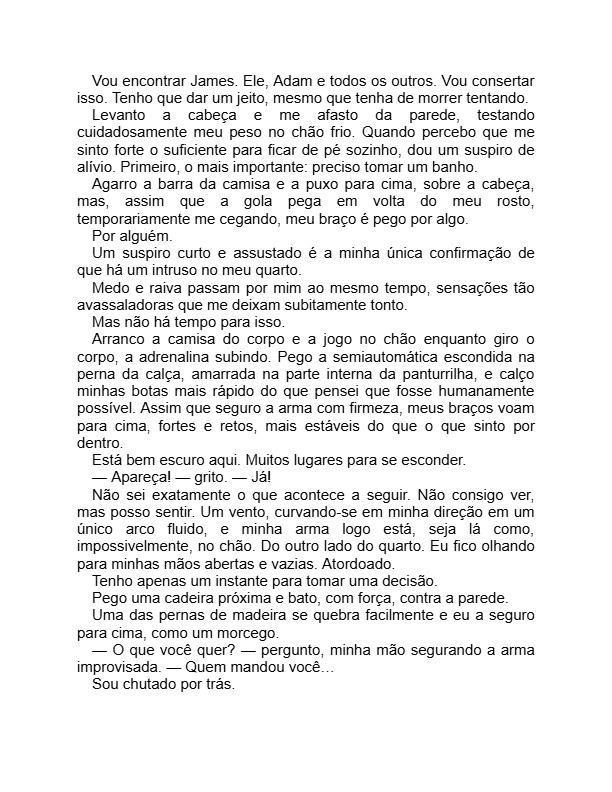 Vou encontrar James. Ele, Adam e todos os outros. Vou consertar
isso. Tenho que dar um jeito, mesmo que tenha de morrer tentando.
Levanto a cabeça e me afasto da parede, testando
cuidadosamente meu peso no chão frio. Quando percebo que me
sinto forte o suficiente para ficar de pé sozinho, dou um suspiro de
alívio. Primeiro, o mais importante: preciso tomar um banho.
Agarro a barra da camisa e a puxo para cima, sobre a cabeça,
mas, assim que a gola pega em volta do meu rosto,
temporariamente me cegando, meu braço é pego por algo.
Por alguém.
Um suspiro curto e assustado é a minha única confirmação de
que há um intruso no meu quarto.
Medo e raiva passam por mim ao mesmo tempo, sensações tão
avassaladoras que me deixam subitamente tonto.
Mas não há tempo para isso.
Arranco a camisa do corpo e a jogo no chão enquanto giro o
corpo, a adrenalina subindo. Pego a semiautomática escondida na
perna da calça, amarrada na parte interna da panturrilha, e calço
minhas botas mais rápido do que pensei que fosse humanamente
possível. Assim que seguro a arma com firmeza, meus braços voam
para cima, fortes e retos, mais estáveis do que o que sinto por
dentro.
Está bem escuro aqui. Muitos lugares para se esconder.
— Apareça! — grito. — Já!
Não sei exatamente o que acontece a seguir. Não consigo ver,
mas posso sentir. Um vento, curvando-se em minha direção em um
único arco fluido, e minha arma logo está, seja lá como,
impossivelmente, no chão. Do outro lado do quarto. Eu fico olhando
para minhas mãos abertas e vazias. Atordoado.
Tenho apenas um instante para tomar uma decisão.
Pego uma cadeira próxima e bato, com força, contra a parede.
Uma das pernas de madeira se quebra facilmente e eu a seguro
para cima, como um morcego.
— O que você quer? — pergunto, minha mão segurando a arma
improvisada. — Quem mandou você…
Sou chutado por trás.